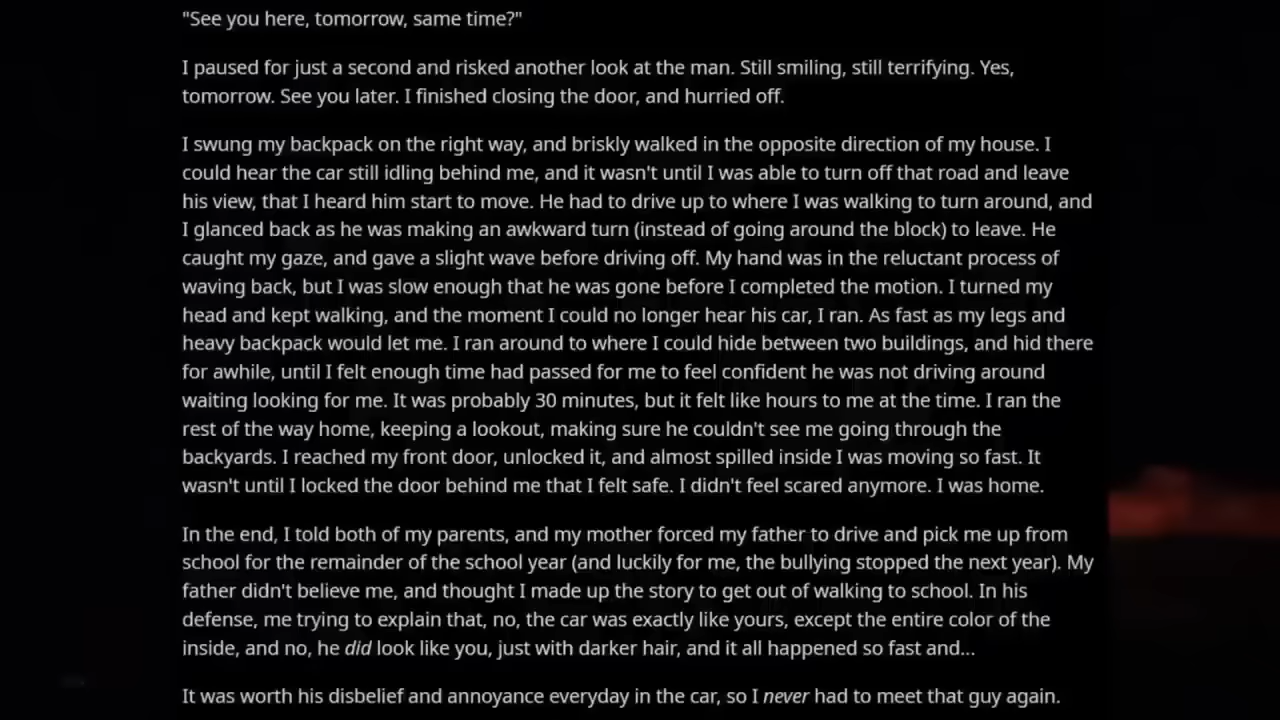 "See you here, tomorrow, same time?"
I paused for just a second and risked another look at the man. Still smiling, still terrifying. Yes,
tomorrow. See you later. I finished closing the door, and hurried off.
I swung my backpack on the right way, and briskly walked in the opposite direction of my house. I
could hear the car still idling behind me, and it wasn't until I was able to turn off that road and leave
his view, that I heard him start to move. He had to drive up to where I was walking to turn around, and
I glanced back as he was making an awkward turn (instead of going around the block) to leave. He
caught my gaze, and gave a slight wave before driving off. My hand was in the reluctant process of
waving back, but I was slow enough that he was gone before I completed the motion. I turned my
head and kept walking, and the moment I could no longer hear his car, I ran. As fast as my legs and
heavy backpack would let me. I ran around to where I could hide between two buildings, and hid there
for awhile, until I felt enough time had passed for me to feel confident he was not driving around
waiting looking for me. It was probably 30 minutes, but it felt like hours to me at the time. I ran the
rest of the way home, keeping a lookout, making sure he couldn't see me going through the
backyards. I reached my front door, unlocked it, and almost spilled inside I was moving so fast. It
wasn't until I locked the door behind me that I felt safe. I didn't feel scared anymore. I was home.
In the end, I told both of my parents, and my mother forced my father to drive and pick me up from
school for the remainder of the school year (and luckily for me, the bullying stopped the next year). My
father didn't believe me, and thought I made up the story to get out of walking to school. In his
defense, me trying to explain that, no, the car was exactly like yours, except the entire color of the
inside, and no, he did look like you, just with darker hair, and it all happened so fast and...
It was worth his disbelief and annoyance everyday in the car, so I never had to meet that guy again.